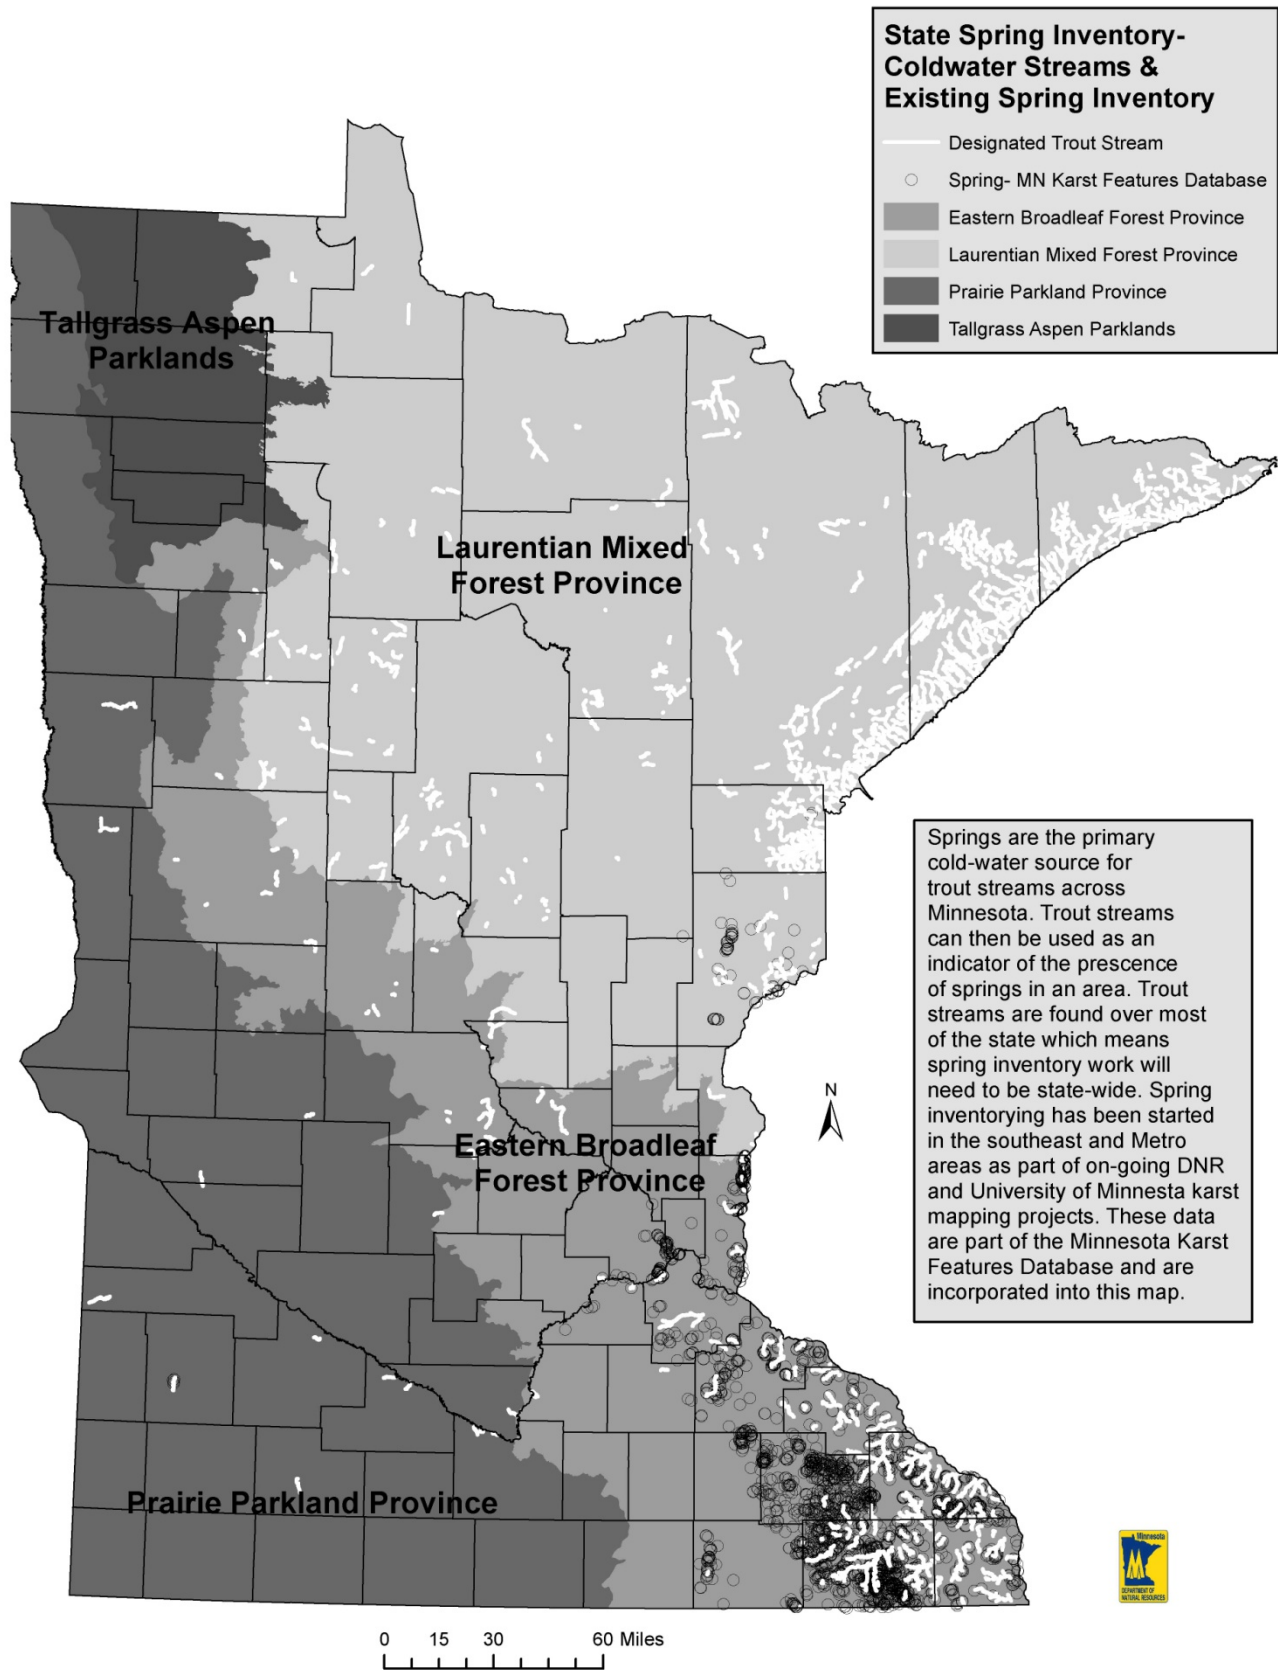 State Spring Inventory-
Coldwater Streams &
Existing Spring Inventory
Designated Trout Stream
Spring- MN Karst Features Database
Eastern Broadleaf Forest Province
Laurentian Mixed Forest Province
Prairie Parkland Province
Tallgrass Aspen Parklands
Tallgrass Aspen
Parklands
Laurentian Mixed
Forest Province
Springs are the primary
cold-water source for
trout streams across
Minnesota. Trout streams
can then be used as an
indicator of the prescence
of springs in an area. Trout
streams are found over most
of the state which means
spring inventory work will
need to be state-wide. Spring
inventorying has been started
in the southeast and Metro
areas as part of on-going DNR
and University of Minnesta karst
mapping projects. These data
are part of the Minnesota Karst
Features Database and are
incorporated into this map.
N
Eastern Broadleaf
Forest Province
Prairie Parkland Province
Minnesota
DEPARTMENT OF
NATURAL RESOURCES
0 15 30 60 Miles